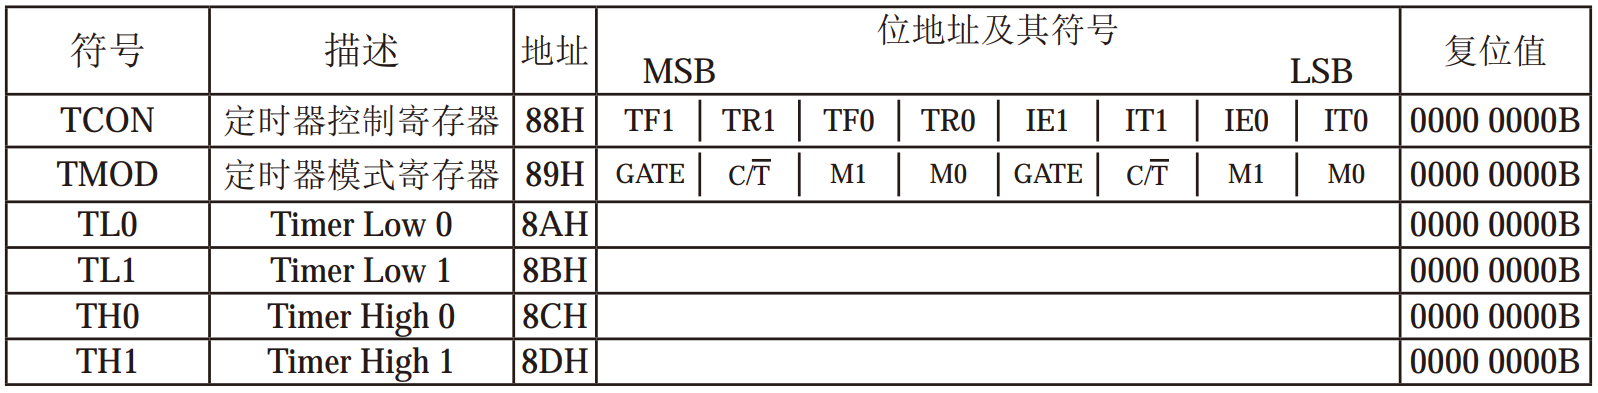 符号 描述 地址 位地址及其符号 复位值
MSB LSB
TCON 定时器控制寄存器 88H TF1 TR1 TF0 TR0 IE1 IT1 IE0 IT0 0000 0000B
TMOD 定时器模式寄存器 89H GATE C/T̅ M1 M0 GATE C/T̅ M1 M0 0000 0000B
TL0 Timer Low 0 8AH 0000 0000B
TL1 Timer Low 1 8BH 0000 0000B
TH0 Timer High 0 8CH 0000 0000B
TH1 Timer High 1 8DH 0000 0000B